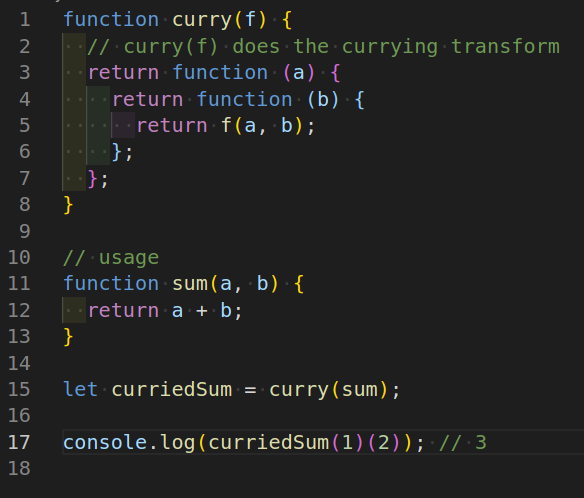 1 function curry(f) {
2   // curry(f) does the currying transform
3   return function (a) {
4     return function (b) {
5       return f(a, b);
6     };
7   };
8 }
9
10 // usage
11 function sum(a, b) {
12   return a + b;
13 }
14
15 let curriedSum = curry(sum);
16
17 console.log(curriedSum(1)(2)); // 3
18